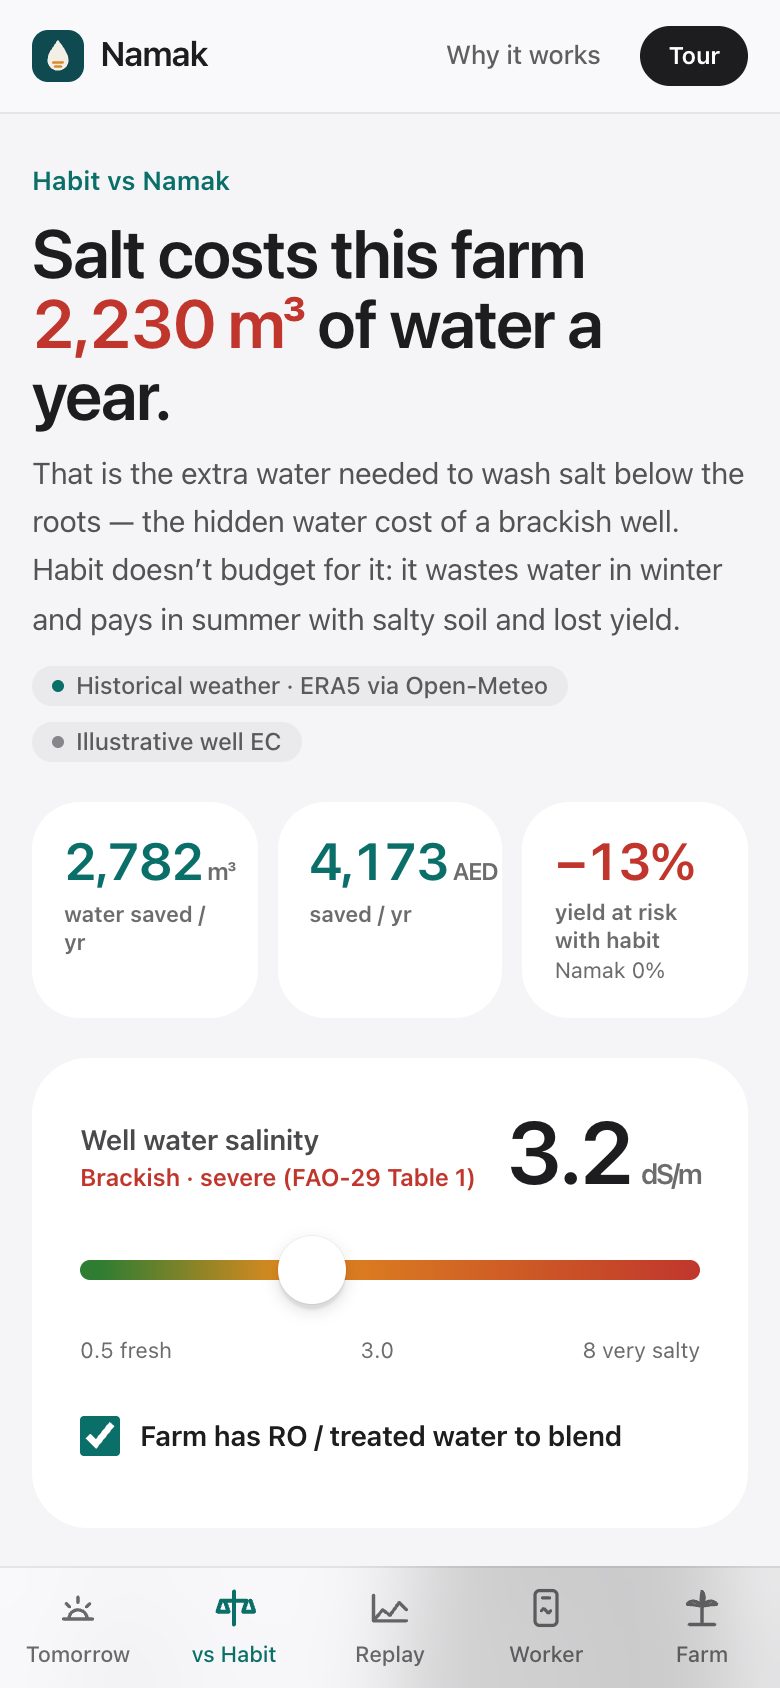 Namak
Why it works
Tour
Habit vs Namak
Salt costs this farm
2,230 m³ of water a
year.
That is the extra water needed to wash salt below the
roots — the hidden water cost of a brackish well.
Habit doesn’t budget for it: it wastes water in winter
and pays in summer with salty soil and lost yield.
Historical weather · ERA5 via Open-Meteo
Illustrative well EC
2,782 m³
water saved /
yr
4,173 AED
saved / yr
−13%
yield at risk
with habit
Namak 0%
Well water salinity
Brackish · severe (FAO-29 Table 1)
3.2 dS/m
0.5 fresh
3.0
8 very salty
Farm has RO / treated water to blend
Tomorrow
vs Habit
Replay
Worker
Farm